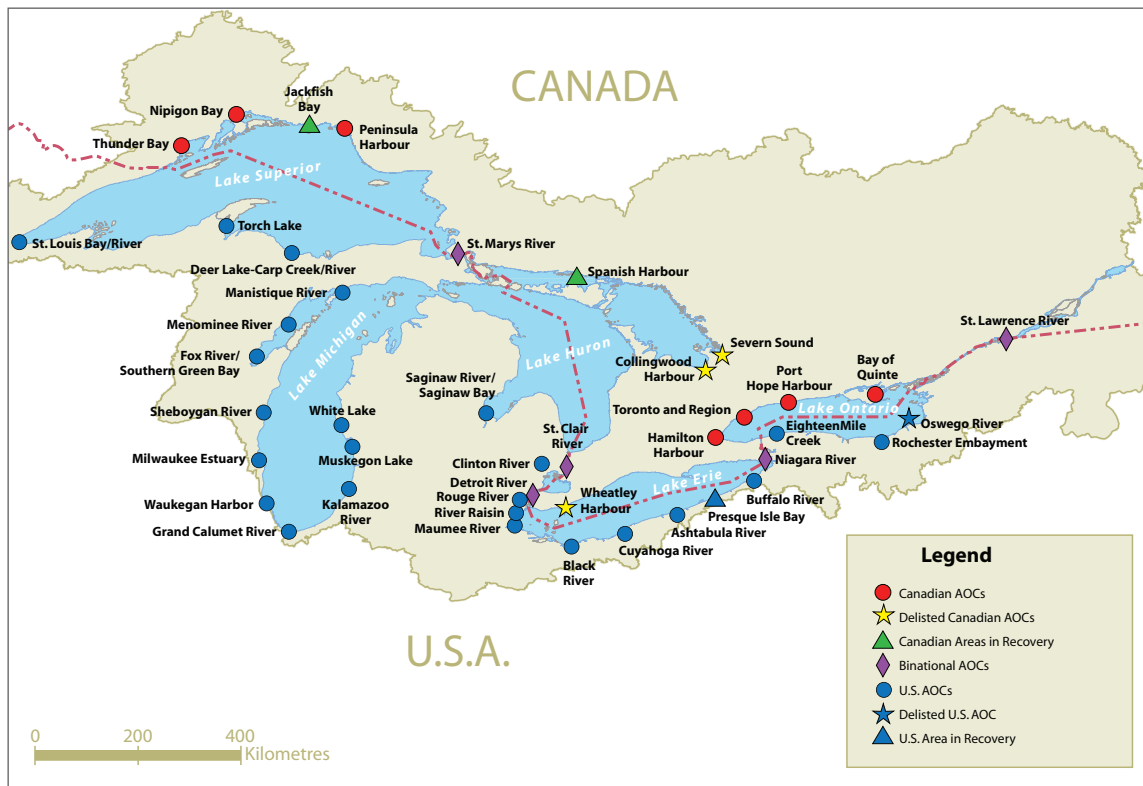 CANADA
Jackfish
Bay
Nipigon Bay
Thunder Bay
Peninsula
Harbour
Lake Superior
St. Louis Bay/River
Torch Lake
Deer Lake-Carp Creek/River
St. Marys River
Spanish Harbour
Manistique River
Menominee River
Fox River/
Southern Green Bay
Lake Michigan
Lake Huron
Severn Sound
Collingwood
Harbour
St. Lawrence River
Bay of
Quinte
Port
Hope Harbour
Toronto and Region
Lake Ontario
Hamilton
Harbour
EighteenMile
Creek
Oswego River
Rochester Embayment
Niagara River
Saginaw River/
Saginaw Bay
Sheboygan River
White Lake
Milwaukee Estuary
Muskegon Lake
St. Clair
River
Clinton River
Detroit River
Rouge River
River Raisin
Maumee River
Wheatley
Harbour
Lake Erie
Buffalo River
Presque Isle Bay
Ashtabula River
Cuyahoga River
Black
River
Waukegan Harbor
Kalamazoo
River
Grand Calumet River
U.S.A.
Legend
Canadian AOCs
Delisted Canadian AOCs
Canadian Areas in Recovery
Binational AOCs
U.S. AOCs
Delisted U.S. AOC
U.S. Area in Recovery
0 200 400
Kilometres